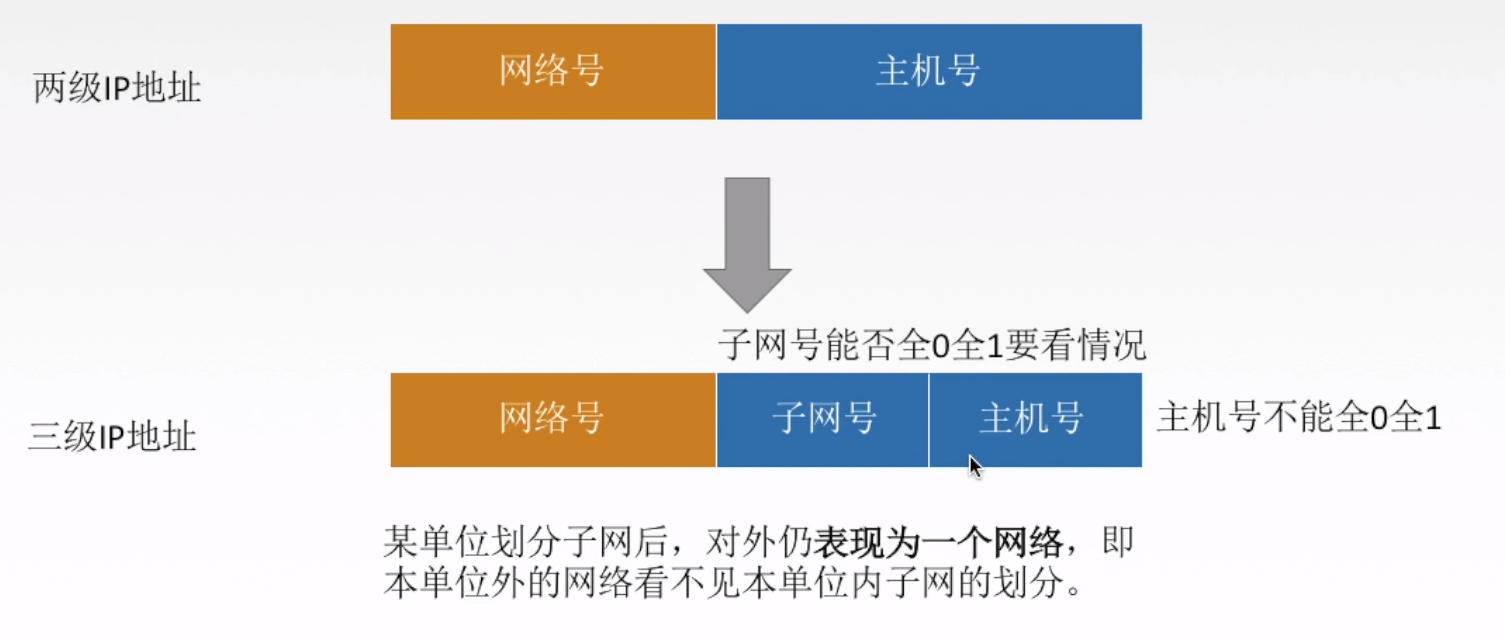 两级IP地址
网络号
主机号
子网号能否全0全1要看情况
三级IP地址
网络号
子网号
主机号
主机号不能全0全1
某单位划分子网后，对外仍表现为一个网络，即
本单位外的网络看不见本单位内子网的划分。